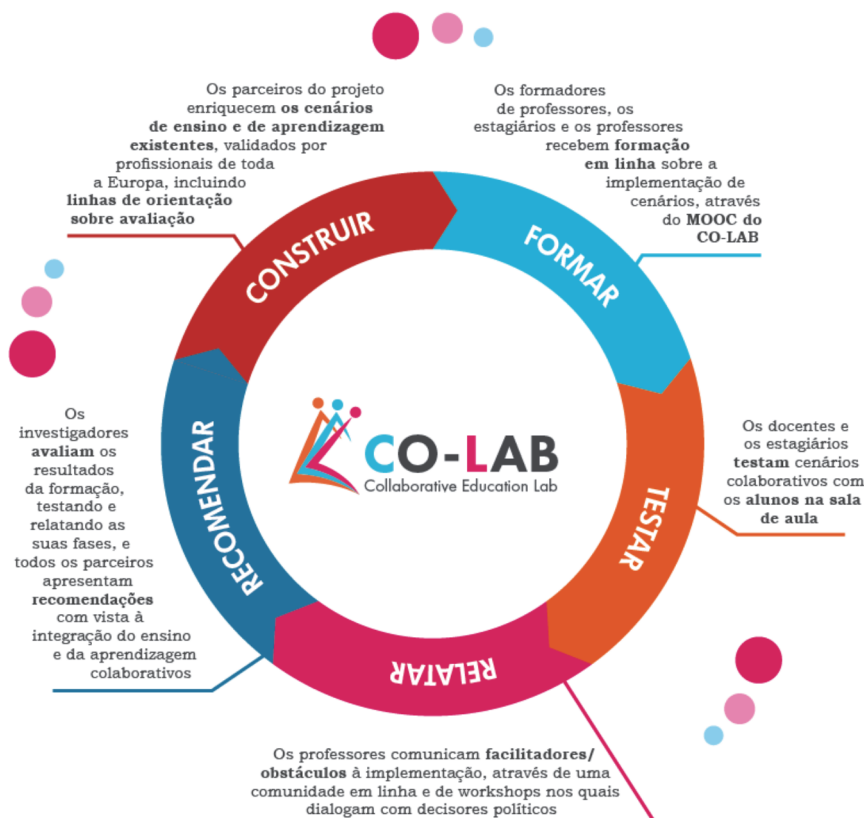 Os parceiros do projeto
enriquecem os cenários
de ensino e de aprendizagem
existentes, validados por
profissionais de toda
a Europa, incluindo
linhas de orientação
sobre avaliação
Os formadores
de professores, os
estagiários e os professores
recebem formação
em linha sobre a
implementação de
cenários, através
do MOOC do
CO-LAB
CONSTRUIR
FORMAR
Os
investigadores
avaliam os
resultados
da formação,
testando e
relatando as
suas fases, e
todos os parceiros
apresentam
recomendações
com vista à
integração do ensino
e da aprendizagem
colaborativos
RECOMENDAR
CO-LAB
Collaborative Education Lab
TESTAR
Os docentes e
os estagiários
testam cenários
colaborativos com
os alunos na sala
de aula
RELATAR
Os professores comunicam facilitadores/
obstáculos à implementação, através de uma
comunidade em linha e de workshops nos quais
dialogam com decisores políticos